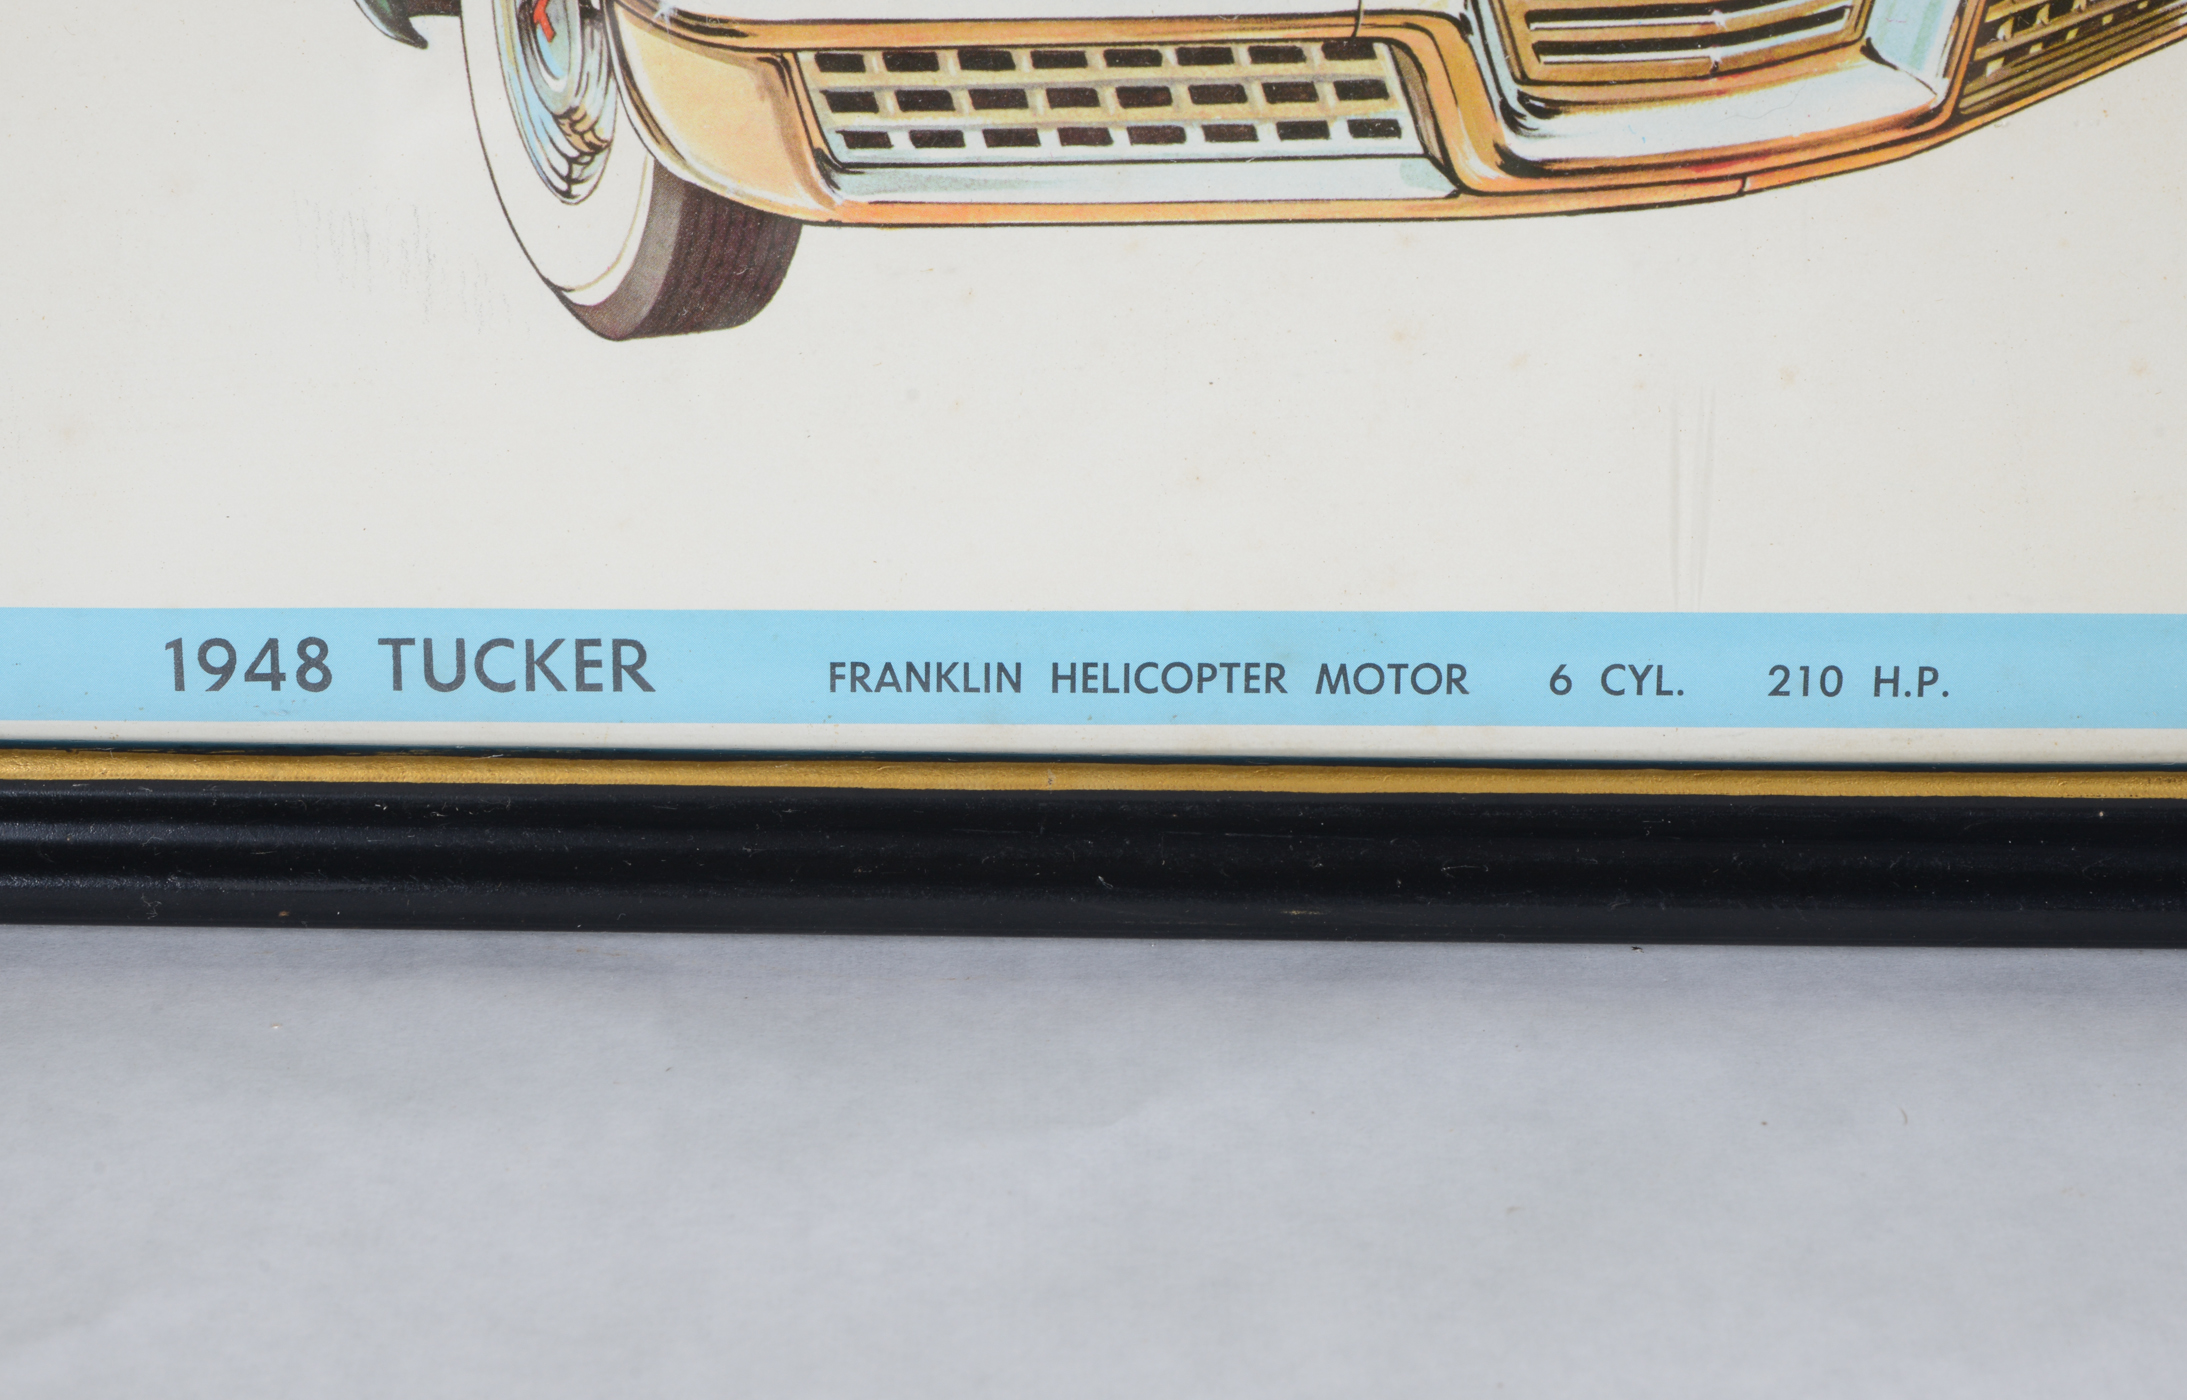 1948 TUCKER FRANKLIN HELICOPTER MOTOR 6 CYL. 210 H.P.